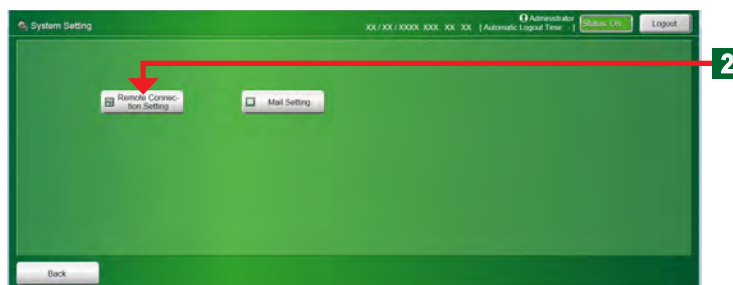 System Setting
Administrator
XX / XX / XXXX XXX XX : XX [ Automatic Logout Time: - ]
Status: On
Logout
2
Remote Connec-
tion Setting
Mail Setting
Back